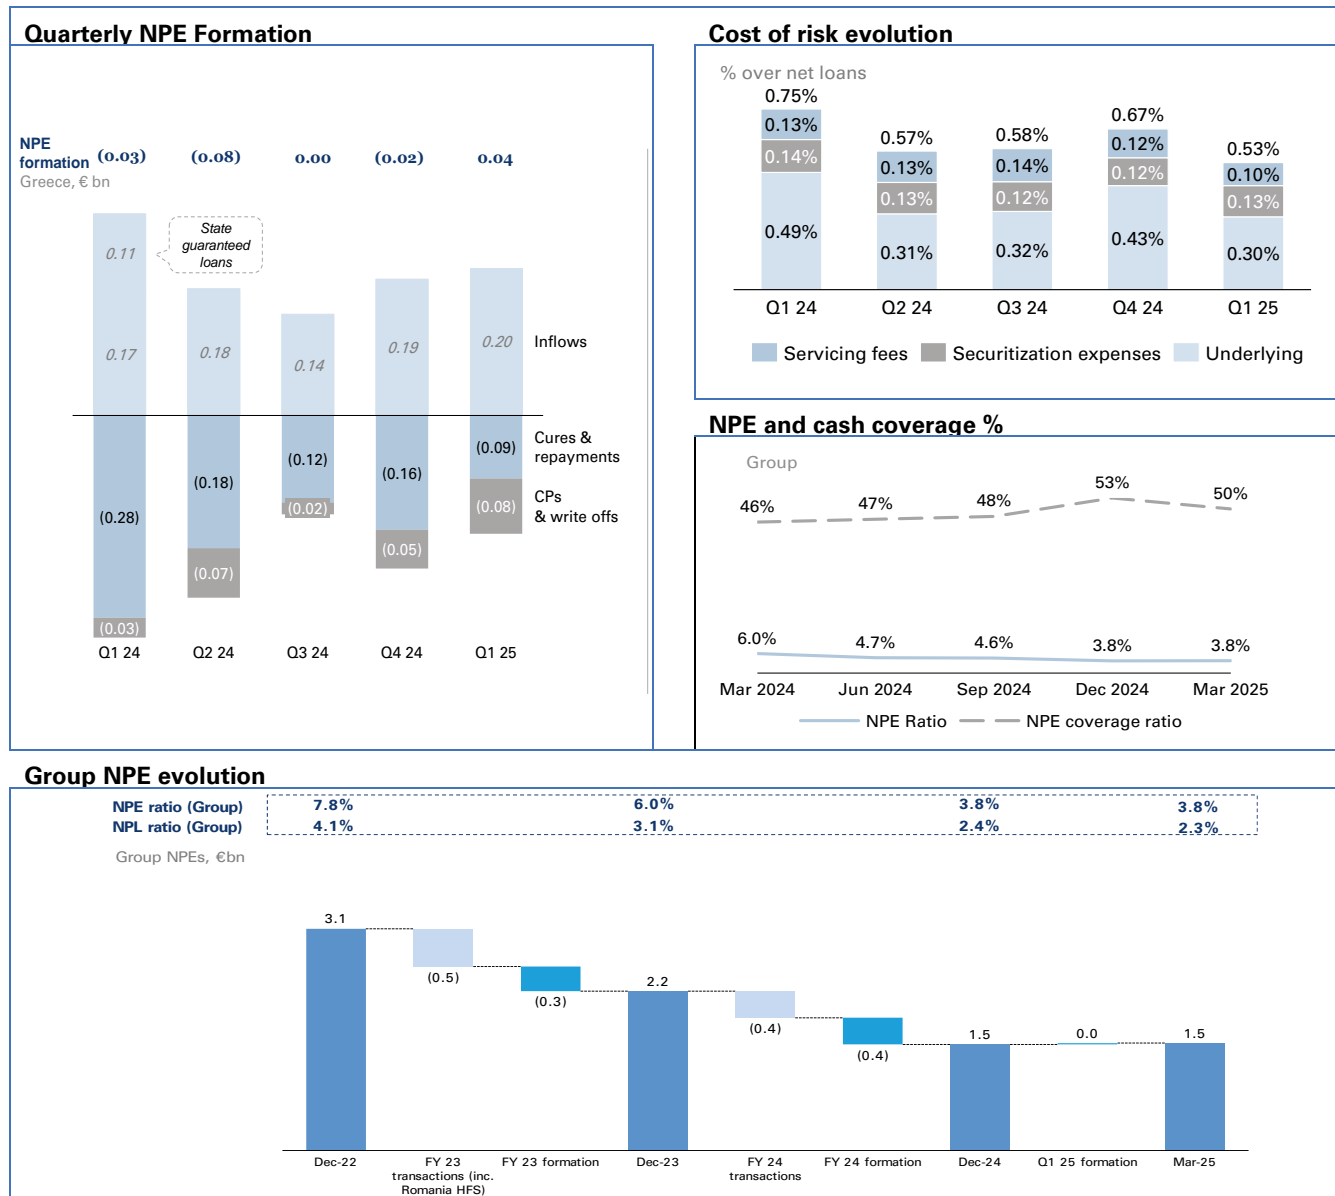 Quarterly NPE Formation
NPE
formation (0.03) (0.08) 0.00 (0.02) 0.04
Greece, € bn
State
guaranteed
loans
0.11
0.17 0.18 0.14 0.19 0.20 Inflows
(0.28) (0.18) (0.12) (0.16) (0.09) Cures &
repayments
(0.03) (0.07) (0.02) (0.05) (0.08) CPs
& write offs
Q1 24 Q2 24 Q3 24 Q4 24 Q1 25
Cost of risk evolution
% over net loans
0.75% 0.57% 0.58% 0.67% 0.53%
0.13% 0.13% 0.14% 0.12% 0.10%
0.14% 0.13% 0.12% 0.12% 0.13%
0.49% 0.31% 0.32% 0.43% 0.30%
Q1 24 Q2 24 Q3 24 Q4 24 Q1 25
Servicing fees Securitization expenses Underlying
NPE and cash coverage %
Group
46% 47% 48% 53% 50%
6.0% 4.7% 4.6% 3.8% 3.8%
Mar 2024 Jun 2024 Sep 2024 Dec 2024 Mar 2025
NPE Ratio NPE coverage ratio
Group NPE evolution
NPE ratio (Group) 7.8% 6.0% 3.8% 3.8%
NPL ratio (Group) 4.1% 3.1% 2.4% 2.3%
Group NPEs, €bn
3.1 (0.5) (0.3) 2.2 (0.4) (0.4) 1.5 0.0 1.5
Dec-22 FY 23 FY 23 formation Dec-23 FY 24 FY 24 formation Dec-24 Q1 25 formation Mar-25
transactions (inc. transactions
Romania HFS)